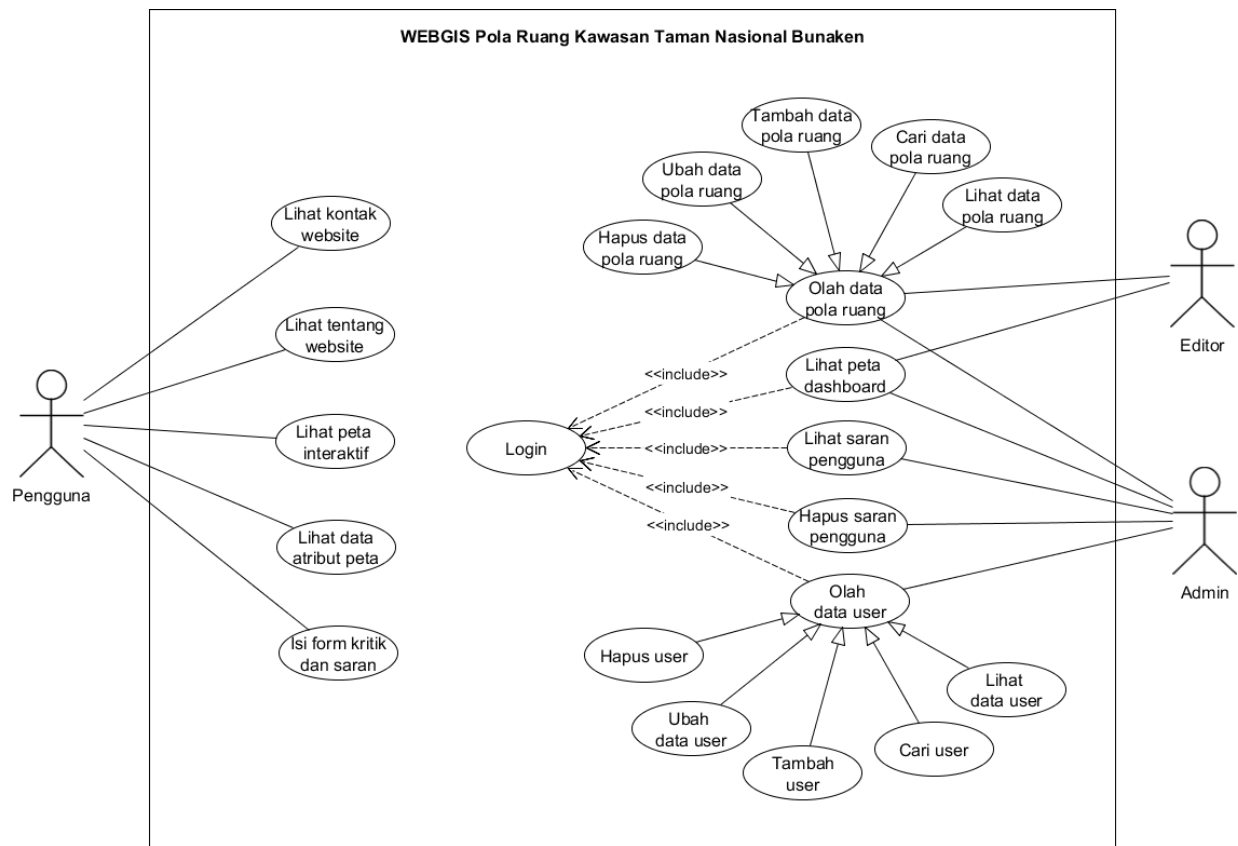 WEBGIS Pola Ruang Kawasan Taman Nasional Bunaken
Tambah data
pola ruang
Cari data
pola ruang
Ubah data
pola ruang
Lihat data
pola ruang
Hapus data
pola ruang
Lihat kontak
website
Olah data
pola ruang
Editor
Lihat tentang
website
Lihat peta
dashboard
<<include>>
<<include>>
Pengguna
Lihat peta
interaktif
Login
<<include>>
Lihat saran
pengguna
<<include>>
Hapus saran
pengguna
<<include>>
Lihat data
atribut peta
Admin
Olah
data user
Isi form kritik
dan saran
Hapus user
Lihat
data user
Ubah
data user
Cari user
Tambah
user